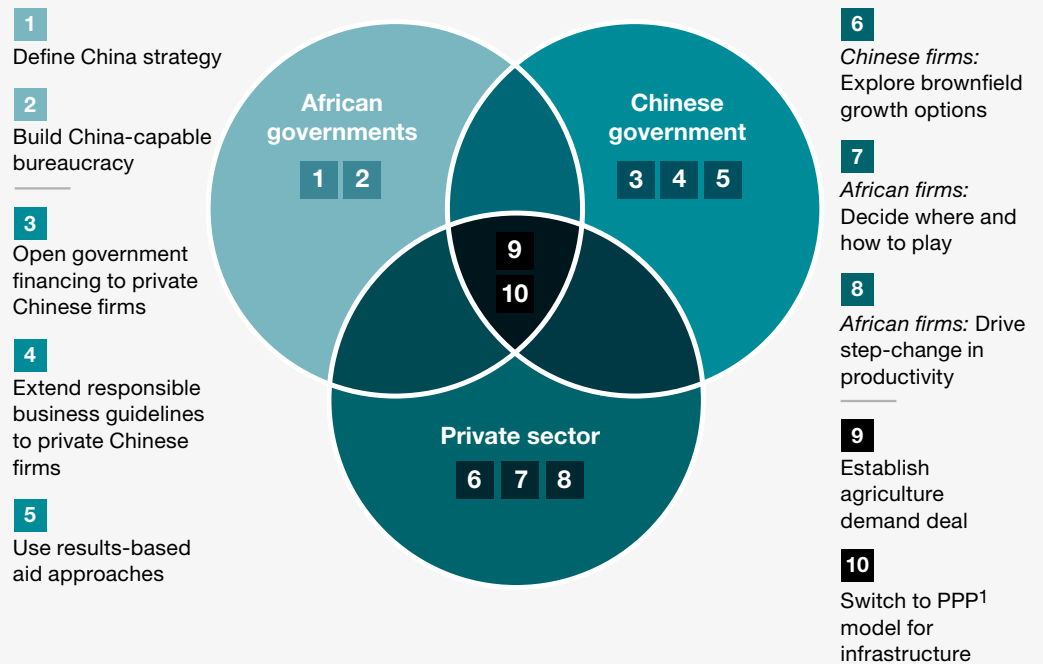 1
Define China strategy
2
Build China-capable
bureaucracy
3
Open government
financing to private
Chinese firms
4
Extend responsible
business guidelines
to private Chinese
firms
5
Use results-based
aid approaches
African
governments
1 2
Chinese
government
3 4 5
9
10
Private sector
6 7 8
6
Chinese firms:
Explore brownfield
growth options
7
African firms:
Decide where and
how to play
8
African firms: Drive
step-change in
productivity
9
Establish
agriculture
demand deal
10
Switch to PPP1
model for
infrastructure